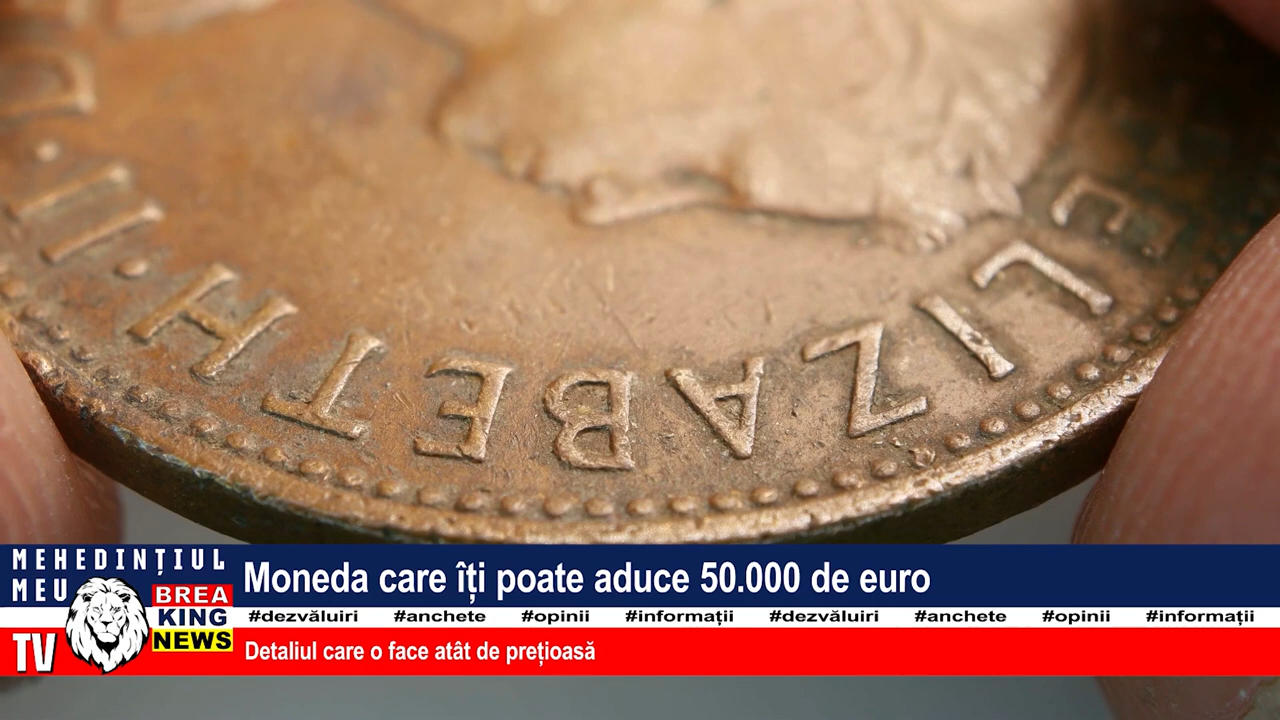 D·II·HTEBAZILE
MEHEDINȚIUL
MEU
TV
BREA
KING
NEWS
Moneda care îți poate aduce 50.000 de euro
#dezvăluiri #anchete #opinii #informații #dezvăluiri #anchete #opinii #informații
Detaliul care o face atât de prețioasă